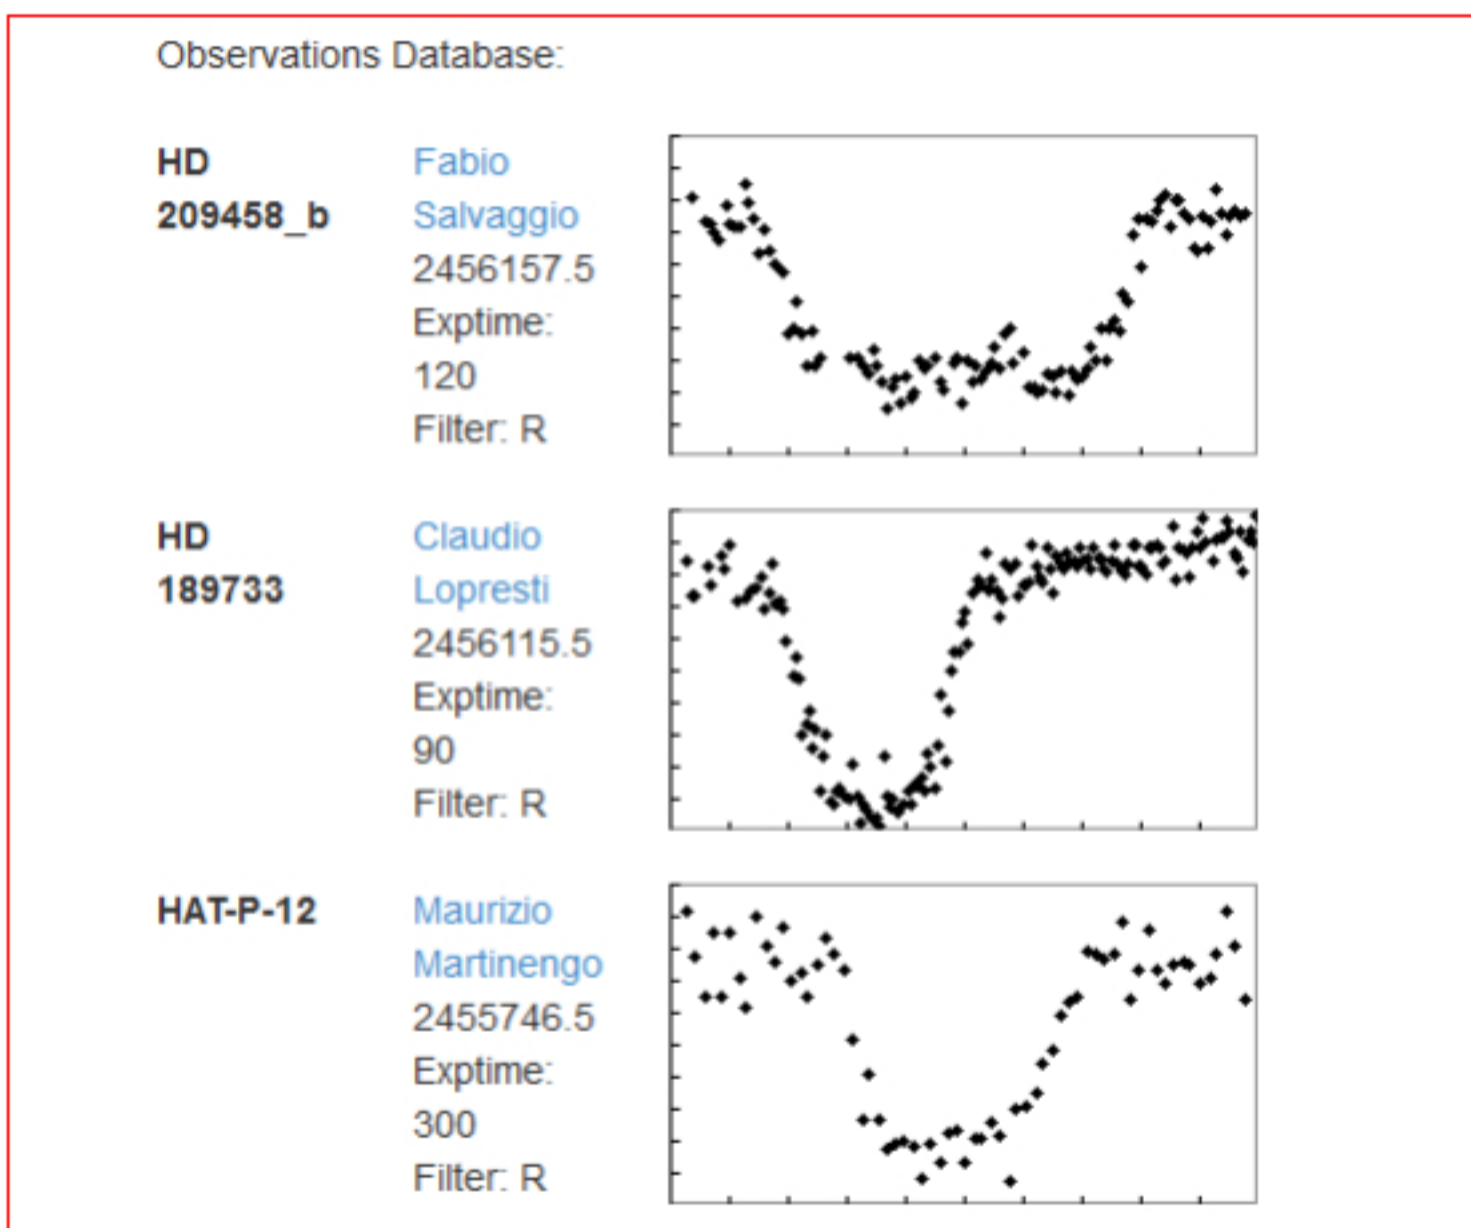 Observations Database:
HD
209458_b
Fabio
Salvaggio
2456157.5
Exptime:
120
Filter: R
HD
189733
Claudio
Lopresti
2456115.5
Exptime:
90
Filter: R
HAT-P-12
Maurizio
Martinengo
2455746.5
Exptime:
300
Filter: R